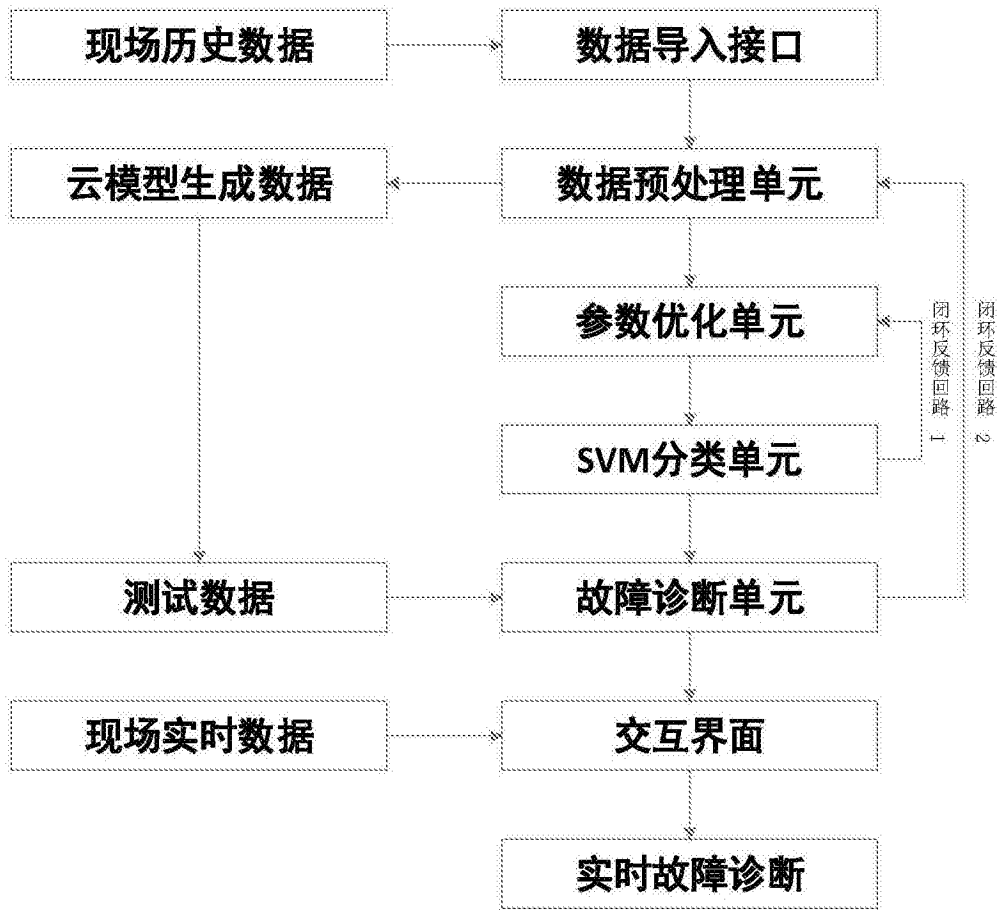 现场历史数据
数据导入接口
云模型生成数据
数据预处理单元
参数优化单元
闭环反馈回路 1
闭环反馈回路 2
SVM分类单元
测试数据
故障诊断单元
现场实时数据
交互界面
实时故障诊断